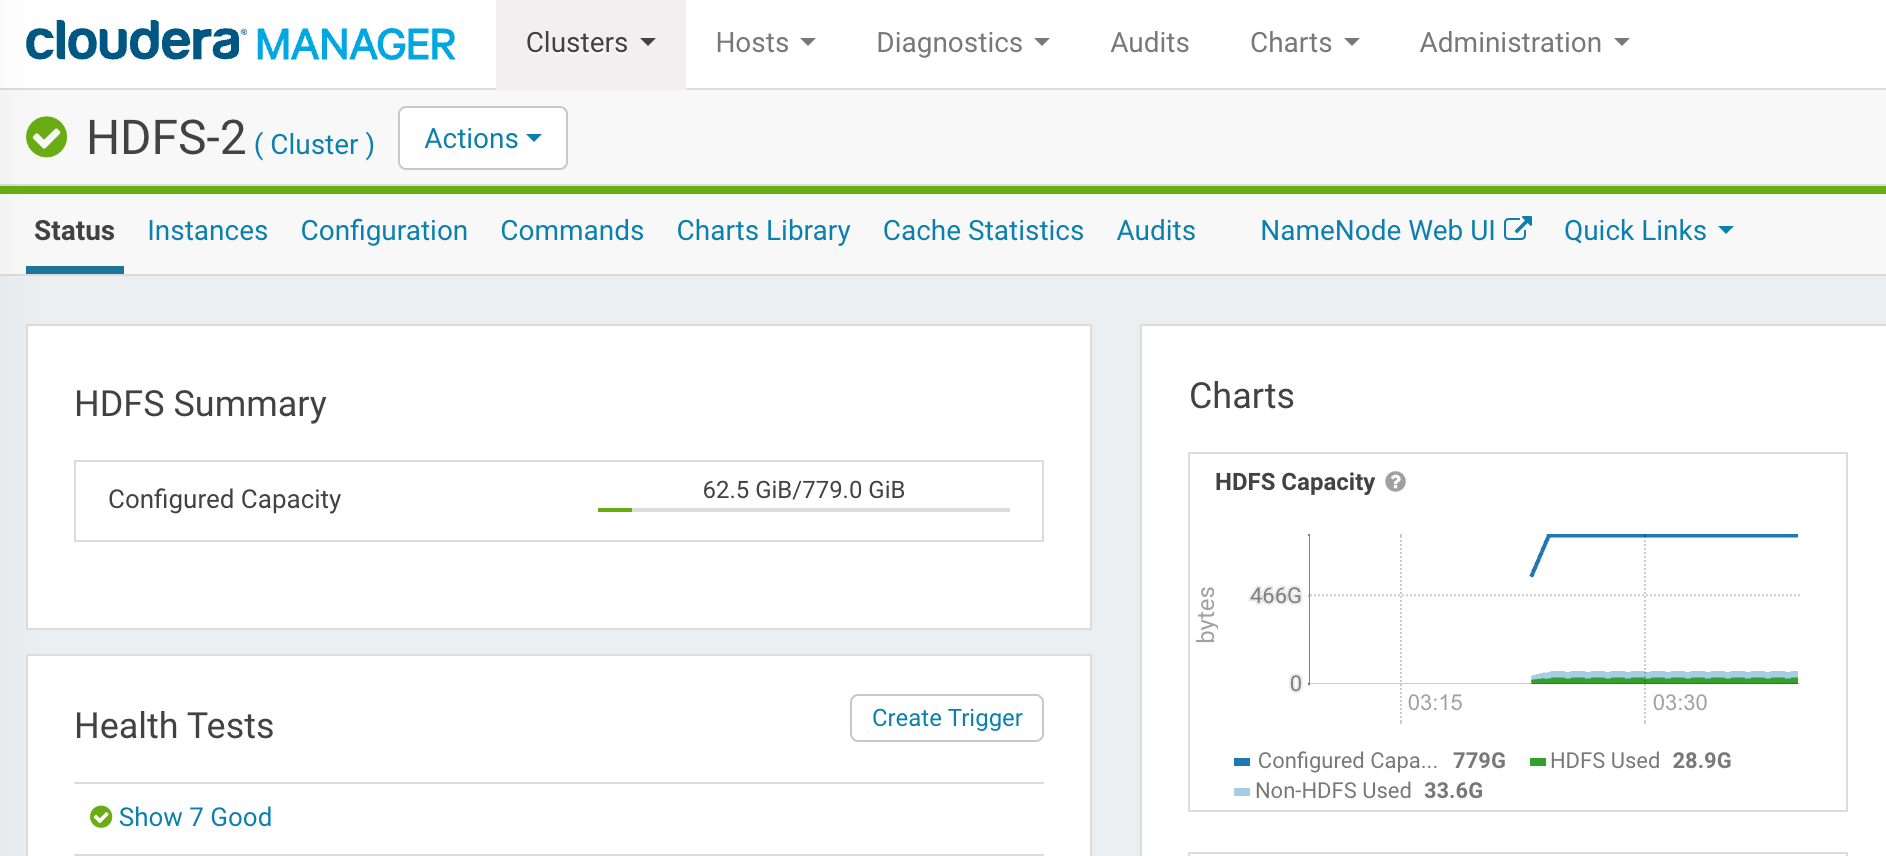 cloudera® MANAGER Clusters Hosts Diagnostics Audits Charts Administration
HDFS-2 ( Cluster ) Actions
Status Instances Configuration Commands Charts Library Cache Statistics Audits NameNode Web UI Quick Links
HDFS Summary
Configured Capacity 62.5 GiB/779.0 GiB
Health Tests Create Trigger
Show 7 Good
Charts
HDFS Capacity ?
bytes
466G
0
03:15 03:30
Configured Capa... 779G HDFS Used 28.9G
Non-HDFS Used 33.6G